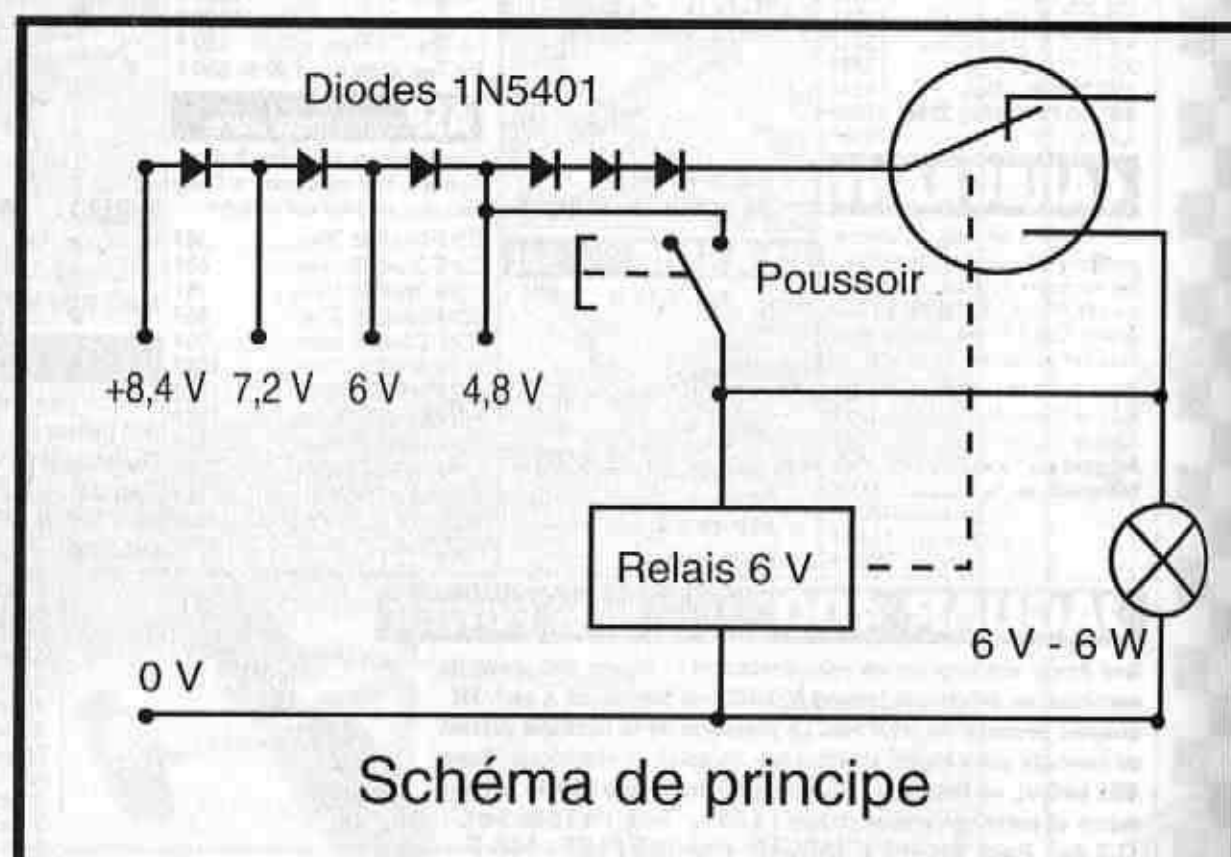 Diodes 1N5401
Poussoir
+8,4 V 7,2 V 6 V 4,8 V
Relais 6 V
6 V - 6 W
0 V
Schéma de principe